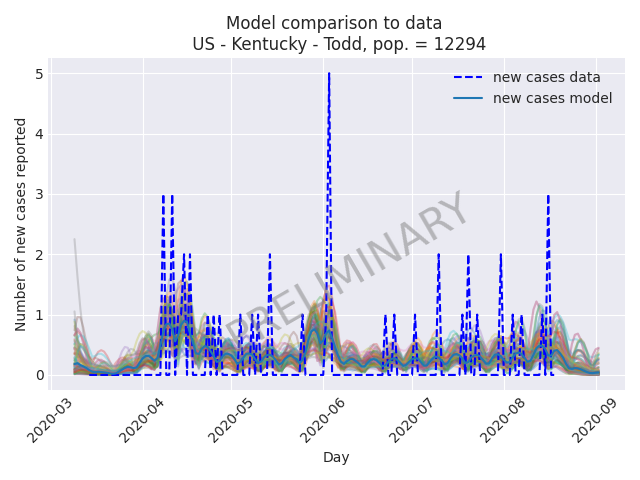 Model comparison to data
US - Kentucky - Todd, pop. = 12294
new cases data
new cases model
PRELIMINARY
Number of new cases reported
5
4
3
2
1
0
2020-03
2020-04
2020-05
2020-06
2020-07
2020-08
2020-09
Day